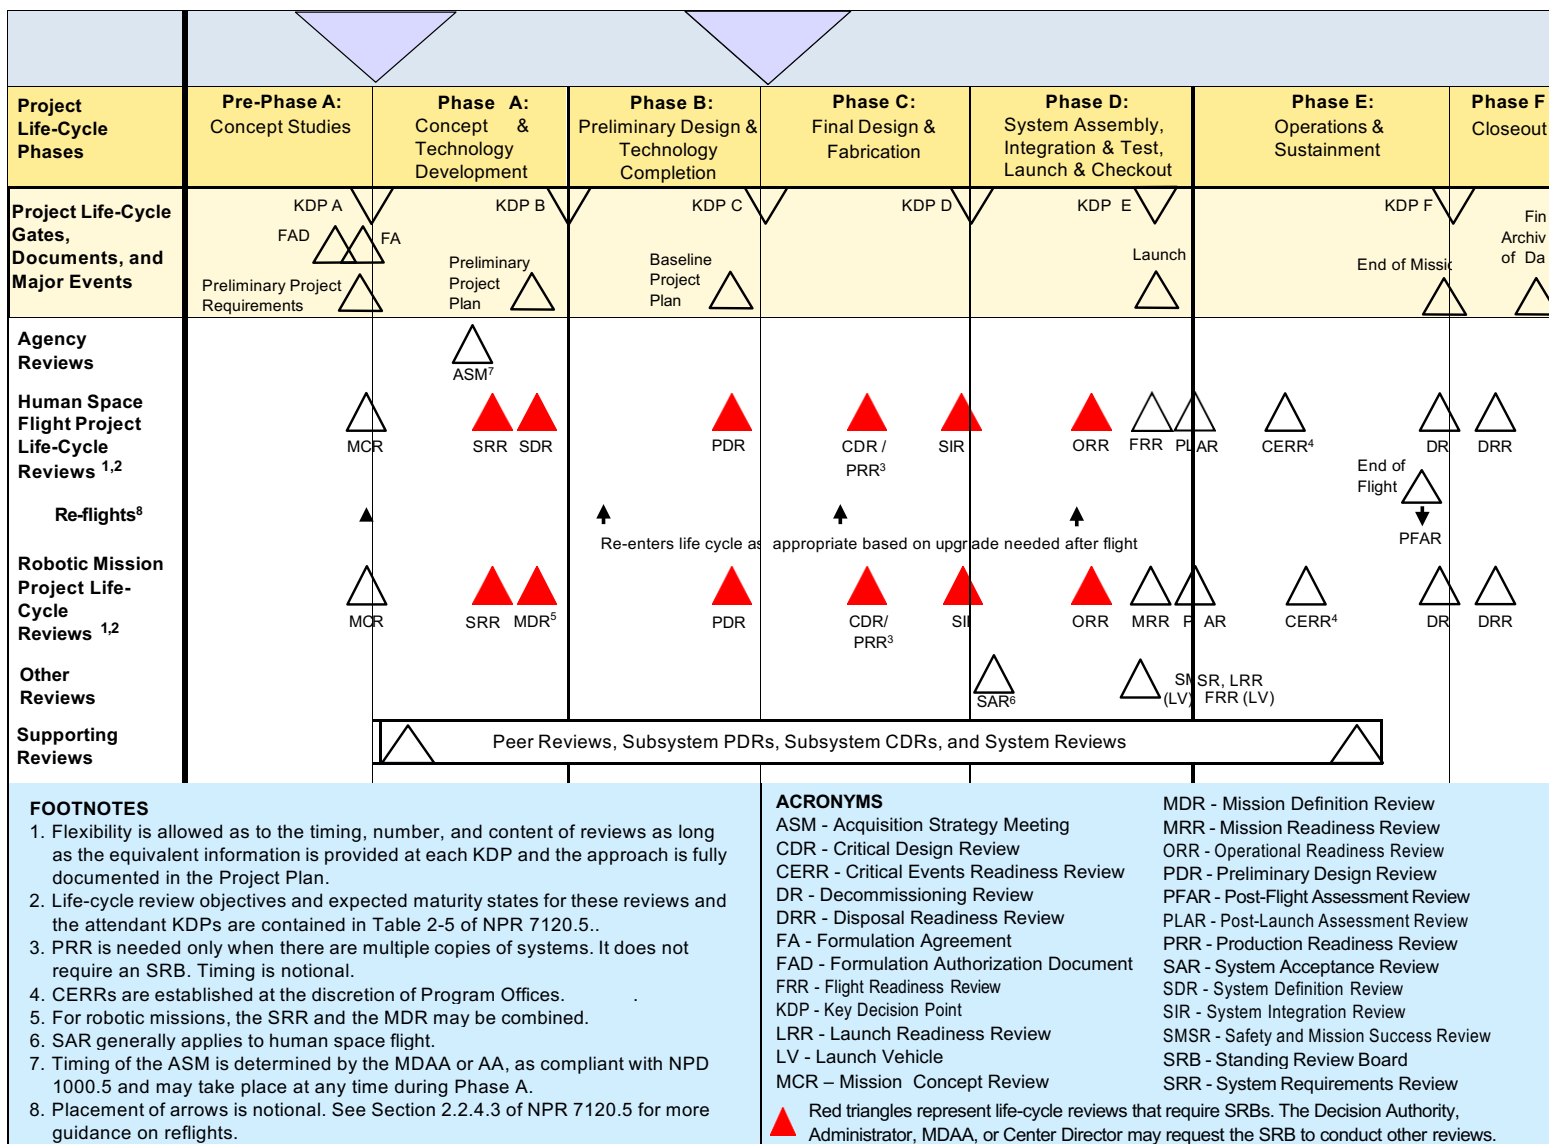 Project
Life-Cycle
Phases
Pre-Phase A:
Concept Studies
Phase A:
Concept &
Technology
Development
Phase B:
Preliminary Design &
Technology
Completion
Phase C:
Final Design &
Fabrication
Phase D:
System Assembly,
Integration & Test,
Launch & Checkout
Phase E:
Operations &
Sustainment
Phase F
Closeout
Project Life-Cycle
Gates,
Documents, and
Major Events
KDP A
KDP B
KDP C
KDP D
KDP E
KDP F
FAD
FA
Preliminary Project
Requirements
Preliminary
Project
Plan
Baseline
Project
Plan
Launch
End of Missic
Fin
Archiv
of Da
Agency
Reviews
ASM7
Human Space
Flight Project
Life-Cycle
Reviews 1,2
MCR
SRR
SDR
PDR
CDR /
PRR3
SIR
ORR
FRR
PLAR
CERR4
DR
DRR
End of
Flight
Re-flights8
Re-enters life cycle as appropriate based on upgrade needed after flight
PFAR
Robotic Mission
Project Life-
Cycle
Reviews 1,2
MCR
SRR
MDR5
PDR
CDR/
PRR3
SI
ORR
MRR
P AR
CERR4
DR
DRR
Other
Reviews
SAR6
SMSR, LRR
(LV) FRR (LV)
Supporting
Reviews
Peer Reviews, Subsystem PDRs, Subsystem CDRs, and System Reviews
FOOTNOTES
1. Flexibility is allowed as to the timing, number, and content of reviews as long
as the equivalent information is provided at each KDP and the approach is fully
documented in the Project Plan.
2. Life-cycle review objectives and expected maturity states for these reviews and
the attendant KDPs are contained in Table 2-5 of NPR 7120.5..
3. PRR is needed only when there are multiple copies of systems. It does not
require an SRB. Timing is notional.
4. CERRs are established at the discretion of Program Offices. .
5. For robotic missions, the SRR and the MDR may be combined.
6. SAR generally applies to human space flight.
7. Timing of the ASM is determined by the MDAA or AA, as compliant with NPD
1000.5 and may take place at any time during Phase A.
8. Placement of arrows is notional. See Section 2.2.4.3 of NPR 7120.5 for more
guidance on reflights.
ACRONYMS
ASM - Acquisition Strategy Meeting
CDR - Critical Design Review
CERR - Critical Events Readiness Review
DR - Decommissioning Review
DRR - Disposal Readiness Review
FA - Formulation Agreement
FAD - Formulation Authorization Document
FRR - Flight Readiness Review
KDP - Key Decision Point
LRR - Launch Readiness Review
LV - Launch Vehicle
MCR – Mission Concept Review
MDR - Mission Definition Review
MRR - Mission Readiness Review
ORR - Operational Readiness Review
PDR - Preliminary Design Review
PFAR - Post-Flight Assessment Review
PLAR - Post-Launch Assessment Review
PRR - Production Readiness Review
SAR - System Acceptance Review
SDR - System Definition Review
SIR - System Integration Review
SMSR - Safety and Mission Success Review
SRB - Standing Review Board
SRR - System Requirements Review
Red triangles represent life-cycle reviews that require SRBs. The Decision Authority,
Administrator, MDAA, or Center Director may request the SRB to conduct other reviews.